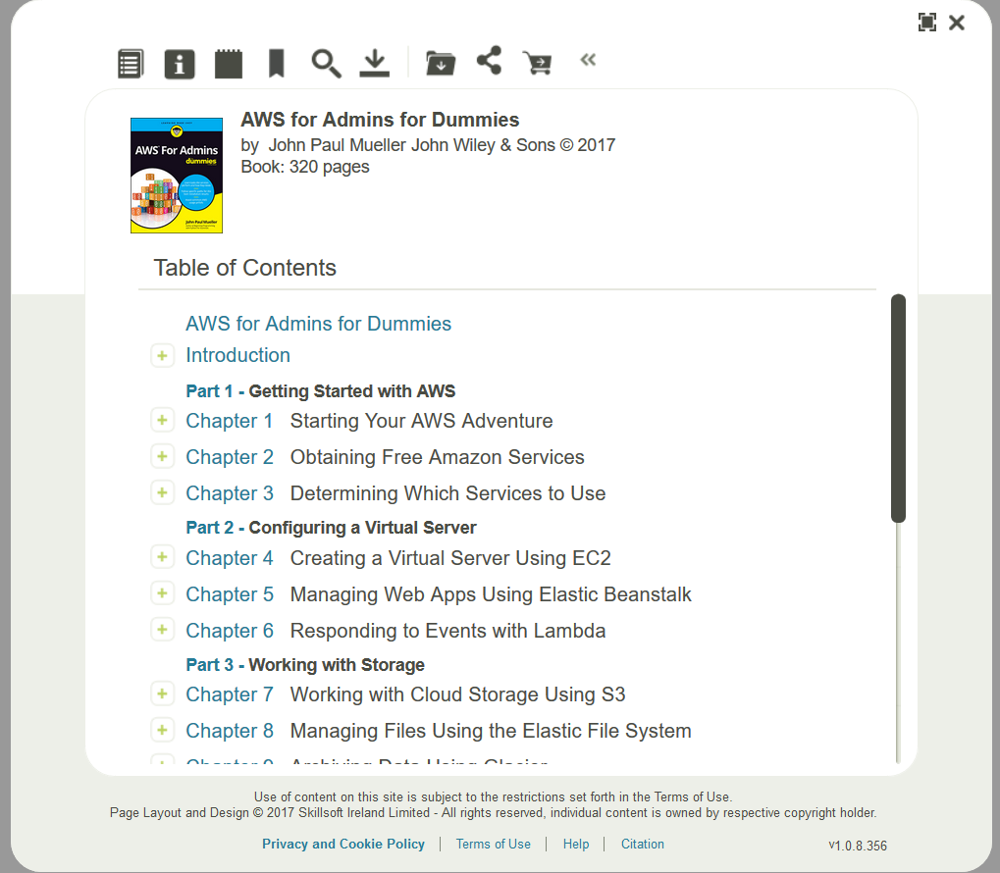 AWS for Admins for Dummies
by John Paul Mueller John Wiley & Sons © 2017
Book: 320 pages
AWS For Admins
dummies
John Paul Mueller
Table of Contents
AWS for Admins for Dummies
Introduction
Part 1 - Getting Started with AWS
Chapter 1 Starting Your AWS Adventure
Chapter 2 Obtaining Free Amazon Services
Chapter 3 Determining Which Services to Use
Part 2 - Configuring a Virtual Server
Chapter 4 Creating a Virtual Server Using EC2
Chapter 5 Managing Web Apps Using Elastic Beanstalk
Chapter 6 Responding to Events with Lambda
Part 3 - Working with Storage
Chapter 7 Working with Cloud Storage Using S3
Chapter 8 Managing Files Using the Elastic File System
Chapter 9 Archiving Data Using Glacier
Use of content on this site is subject to the restrictions set forth in the Terms of Use.
Page Layout and Design © 2017 Skillsoft Ireland Limited - All rights reserved, individual content is owned by respective copyright holder.
Privacy and Cookie Policy | Terms of Use | Help | Citation
v1.0.8.356